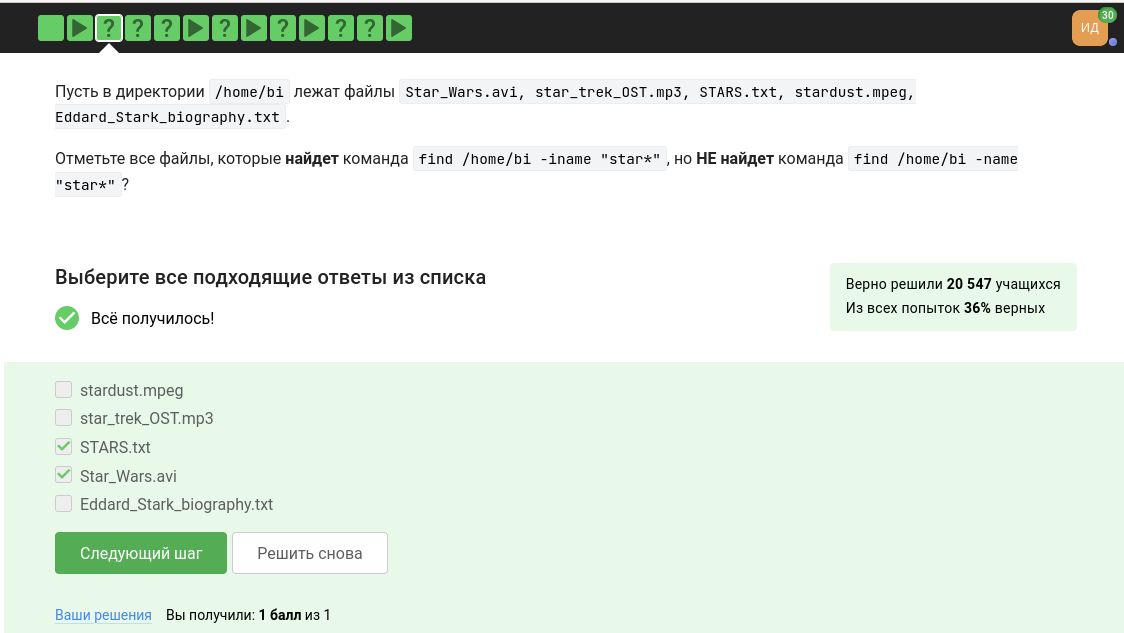 ? ? ? ? ? ? ? ?
ИД 30
Пусть в директории /home/bi лежат файлы Star_Wars.avi, star_trek_OST.mp3, STARS.txt, stardust.mpeg,
Eddard_Stark_biography.txt .
Отметьте все файлы, которые найдет команда find /home/bi -iname "star*" , но НЕ найдет команда find /home/bi -name
"star*" ?
Выберите все подходящие ответы из списка
Верно решили 20 547 учащихся
Из всех попыток 36% верных
Всё получилось!
stardust.mpeg
star_trek_OST.mp3
STARS.txt
Star_Wars.avi
Eddard_Stark_biography.txt
Следующий шаг Решить снова
Ваши решения Вы получили: 1 балл из 1